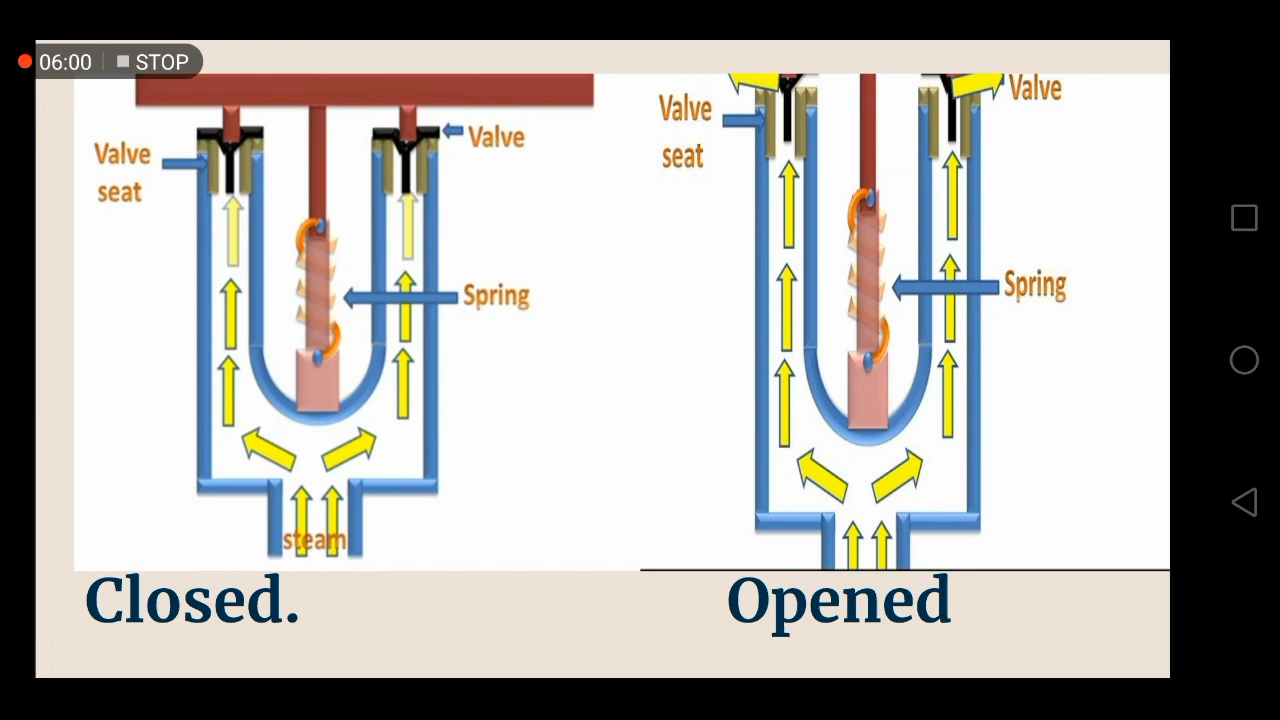 06:00 STOP
Valve
seat
Valve
Spring
steam
Closed.
Valve
seat
Valve
Spring
Opened